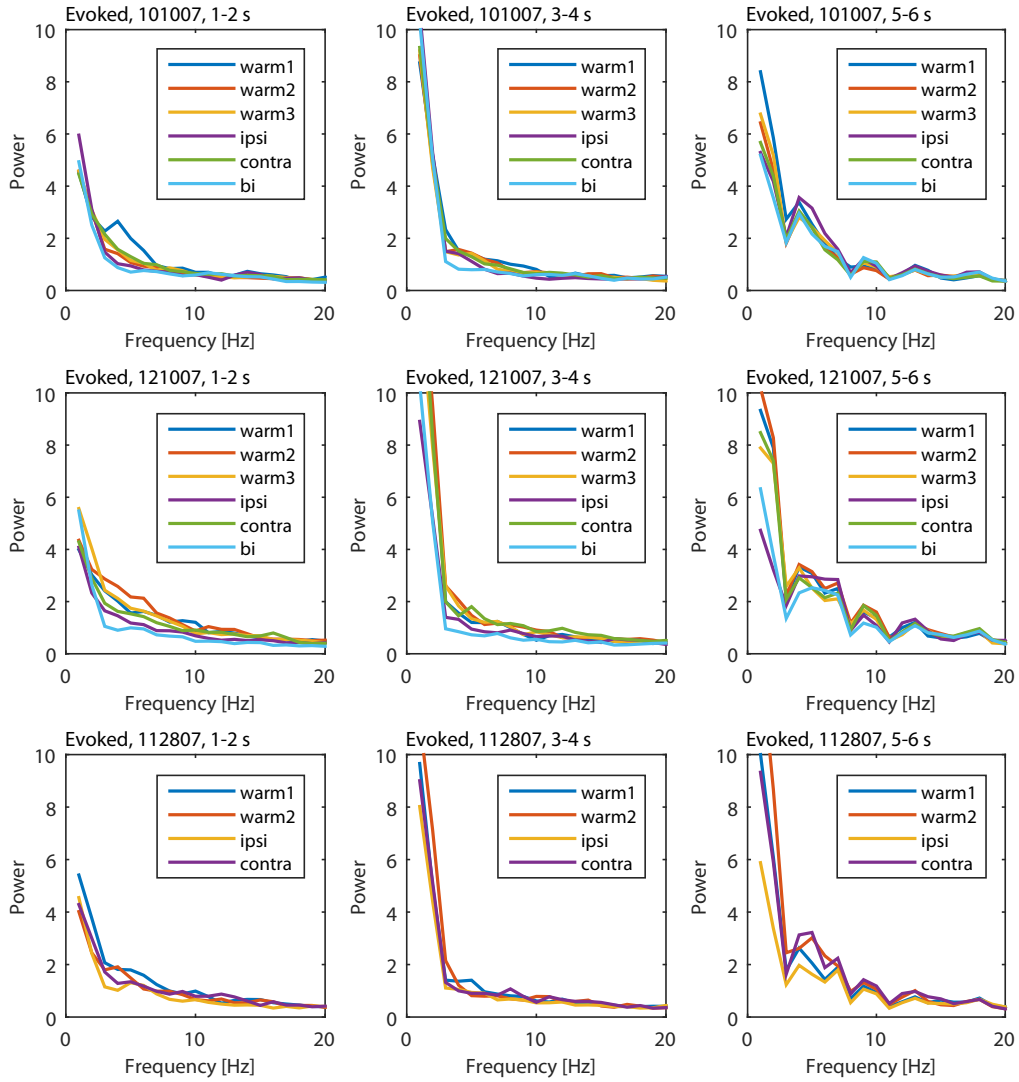 Evoked, 101007, 1-2 s
10
8
6
4
2
0
Power
warm1
warm2
warm3
ipsi
contra
bi
0 10 20
Frequency [Hz]
Evoked, 101007, 3-4 s
10
8
6
4
2
0
Power
warm1
warm2
warm3
ipsi
contra
bi
0 10 20
Frequency [Hz]
Evoked, 101007, 5-6 s
10
8
6
4
2
0
Power
warm1
warm2
warm3
ipsi
contra
bi
0 10 20
Frequency [Hz]
Evoked, 121007, 1-2 s
10
8
6
4
2
0
Power
warm1
warm2
warm3
ipsi
contra
bi
0 10 20
Frequency [Hz]
Evoked, 121007, 3-4 s
10
8
6
4
2
0
Power
warm1
warm2
warm3
ipsi
contra
bi
0 10 20
Frequency [Hz]
Evoked, 121007, 5-6 s
10
8
6
4
2
0
Power
warm1
warm2
warm3
ipsi
contra
bi
0 10 20
Frequency [Hz]
Evoked, 112807, 1-2 s
10
8
6
4
2
0
Power
warm1
warm2
ipsi
contra
0 10 20
Frequency [Hz]
Evoked, 112807, 3-4 s
10
8
6
4
2
0
Power
warm1
warm2
ipsi
contra
0 10 20
Frequency [Hz]
Evoked, 112807, 5-6 s
10
8
6
4
2
0
Power
warm1
warm2
ipsi
contra
0 10 20
Frequency [Hz]